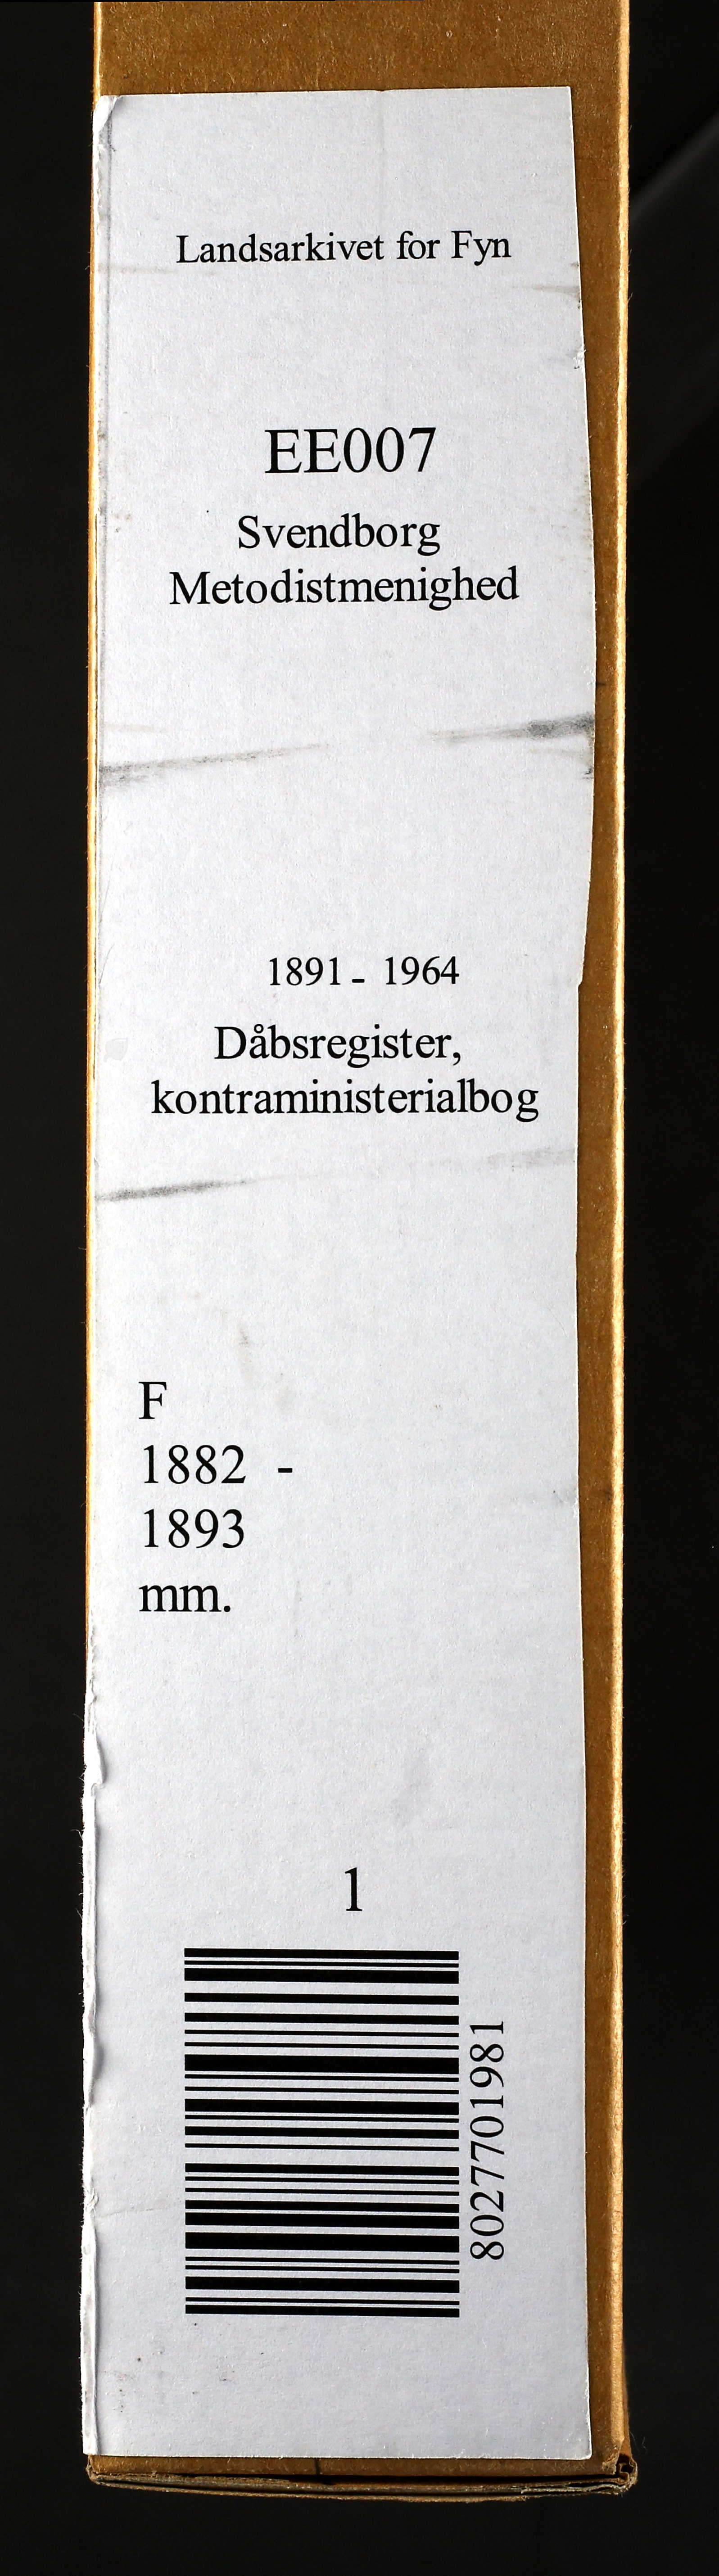 Landsarkivet for Fyn
EE007
Svendborg
Metodistmenighed
1891 - 1964
Dåbsregister,
kontraministerialbog
F
1882 -
1893
mm.
1
8027701981